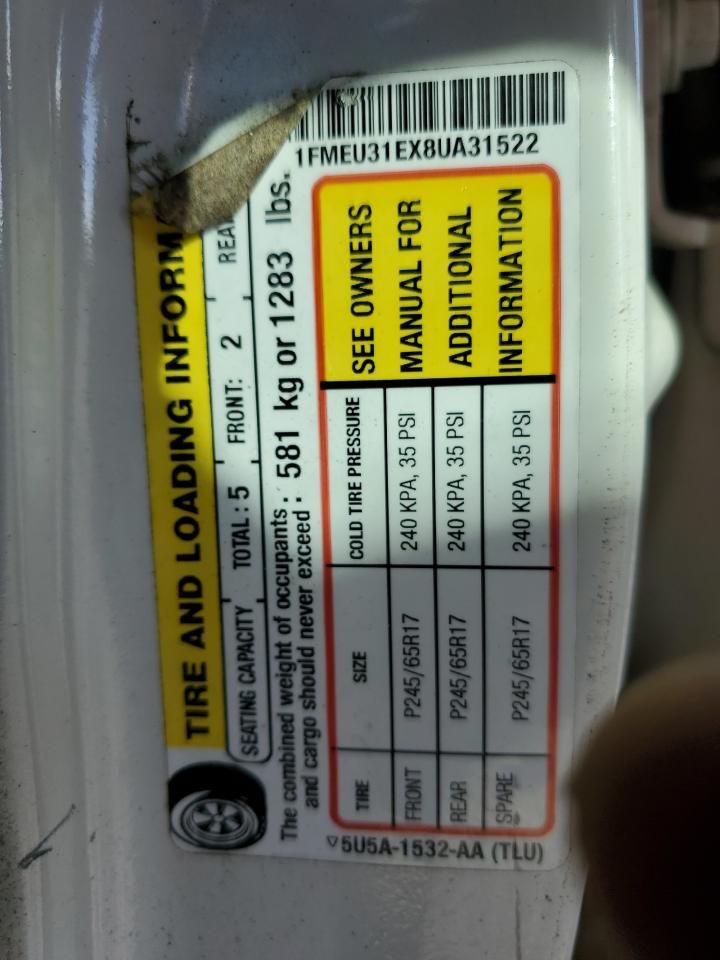 1FMEU31EX8UA31522
TIRE AND LOADING INFORM
SEATING CAPACITY TOTAL: 5 FRONT: 2 REAR
The combined weight of occupants
and cargo should never exceed : 581 kg or 1283 lbs.
TIRE SIZE COLD TIRE PRESSURE
FRONT P245/65R17 240 KPA, 35 PSI
REAR P245/65R17 240 KPA, 35 PSI
SPARE P245/65R17 240 KPA, 35 PSI
SEE OWNERS
MANUAL FOR
ADDITIONAL
INFORMATION
▽5U5A-1532-AA (TLU)